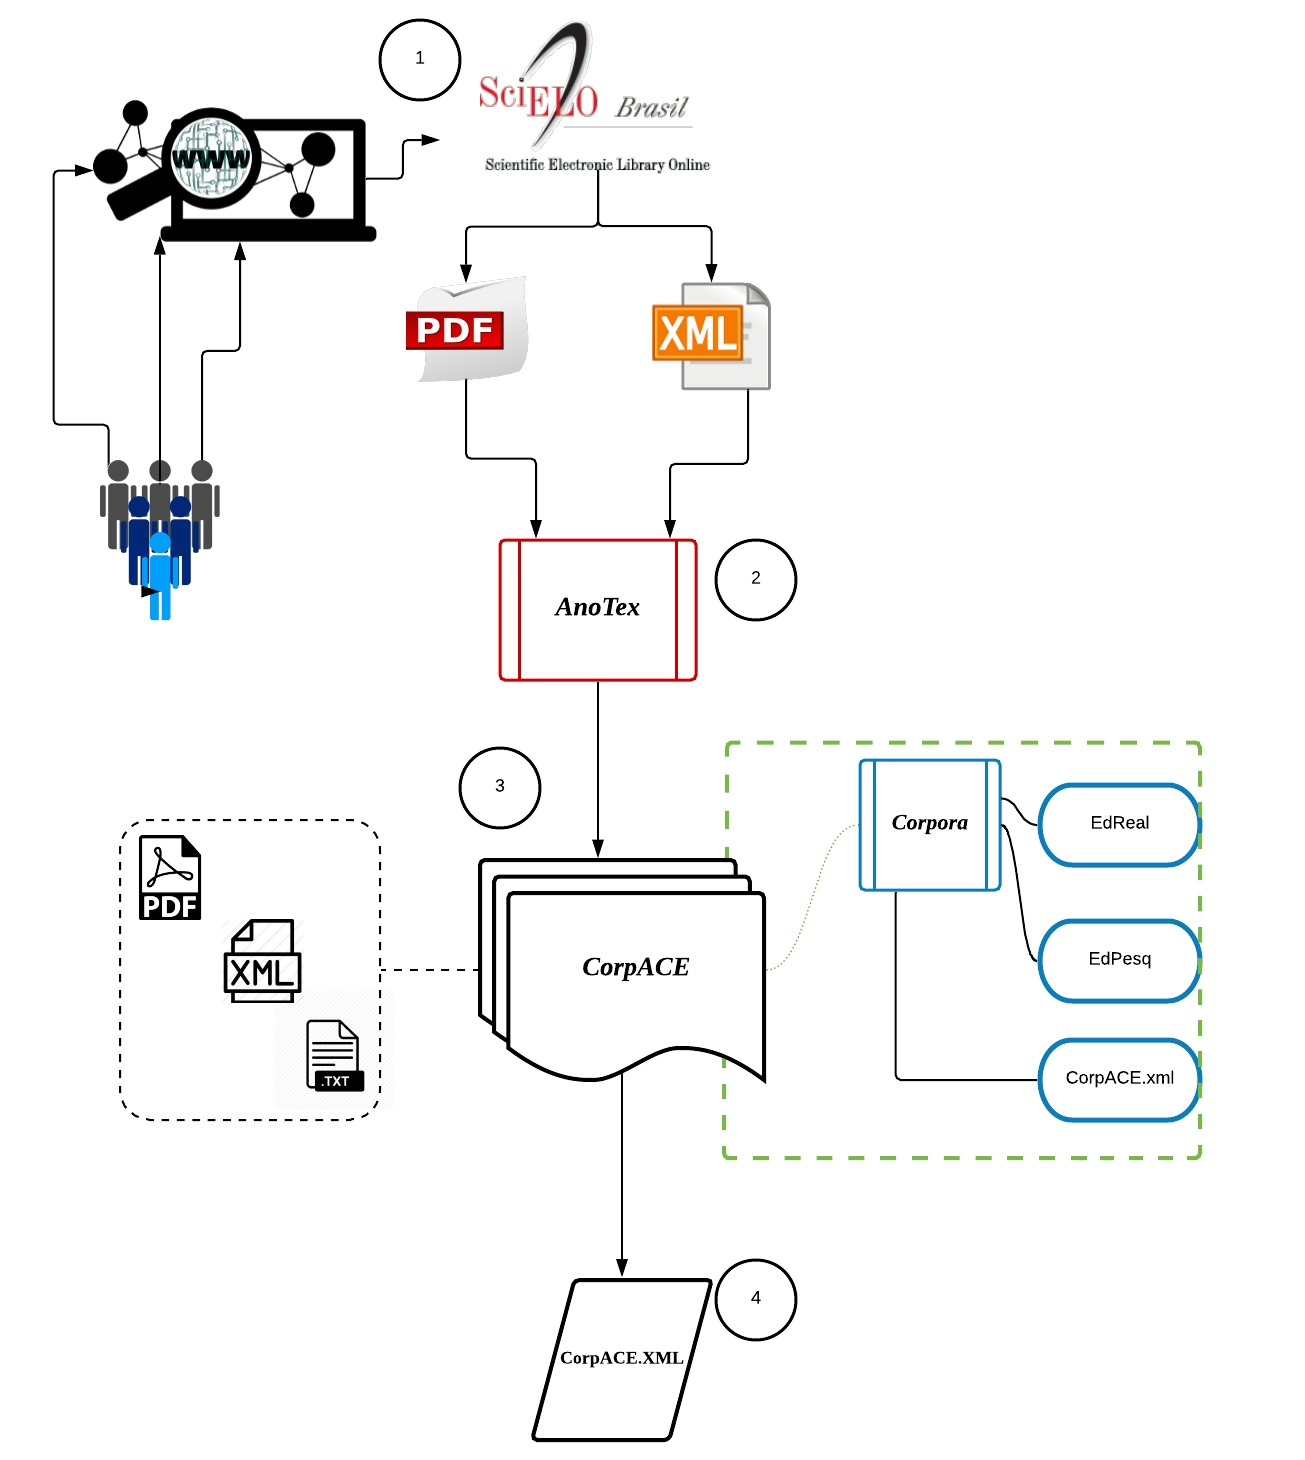 1
SciELO Brasil
Scientific Electronic Library Online
www
PDF
XML
AnoTex
2
3
Corpora
EdReal
PDF
XML
.TXT
CorpACE
EdPesq
CorpACE.xml
4
CorpACE.XML